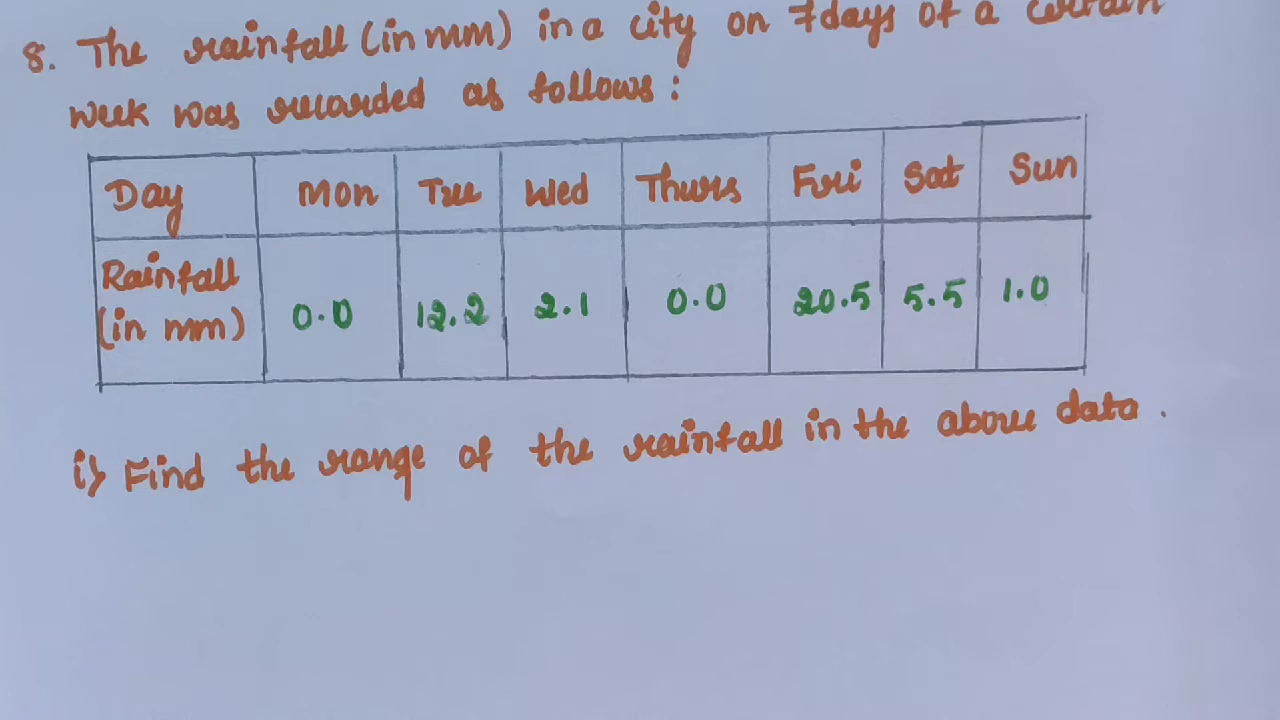 8. The rainfall (in mm) in a city on 7days of a certain
week was recorded as follows:
Day Mon Tue Wed Thurs Fri Sat Sun
Rainfall (in mm) 0.0 12.2 2.1 0.0 20.5 5.5 1.0
i) Find the range of the rainfall in the above data.